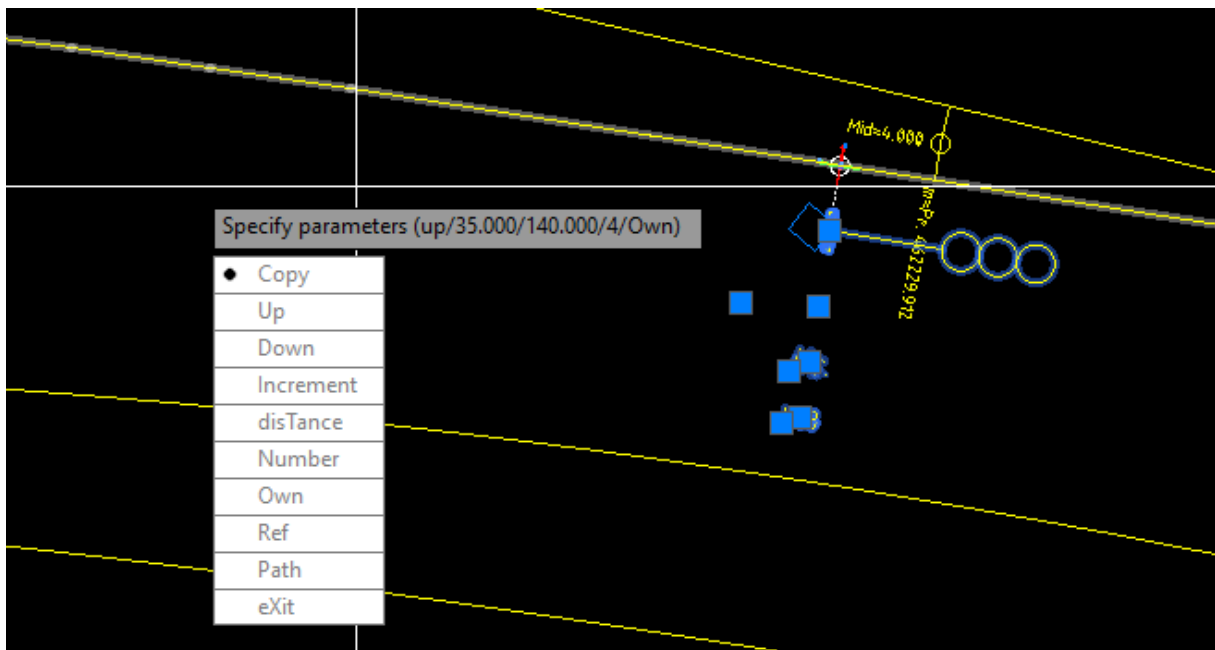 Mid=4.000
Specify parameters (up/35.000/140.000/4/Own)
Copy
Up
Down
Increment
disTance
Number
Own
Ref
Path
eXit